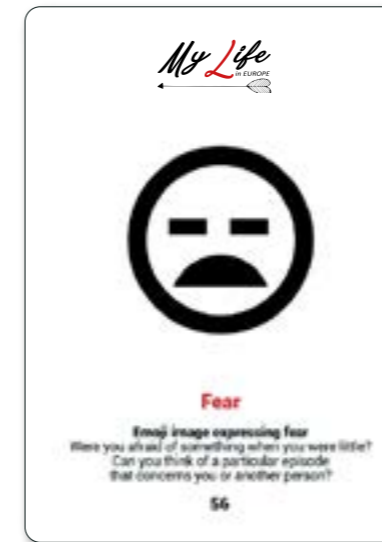 My Life
in EUROPE
Fear
Emoji image expressing fear
Were you afraid of something when you were little?
Can you think of a particular episode
that concerns you or another person?
56